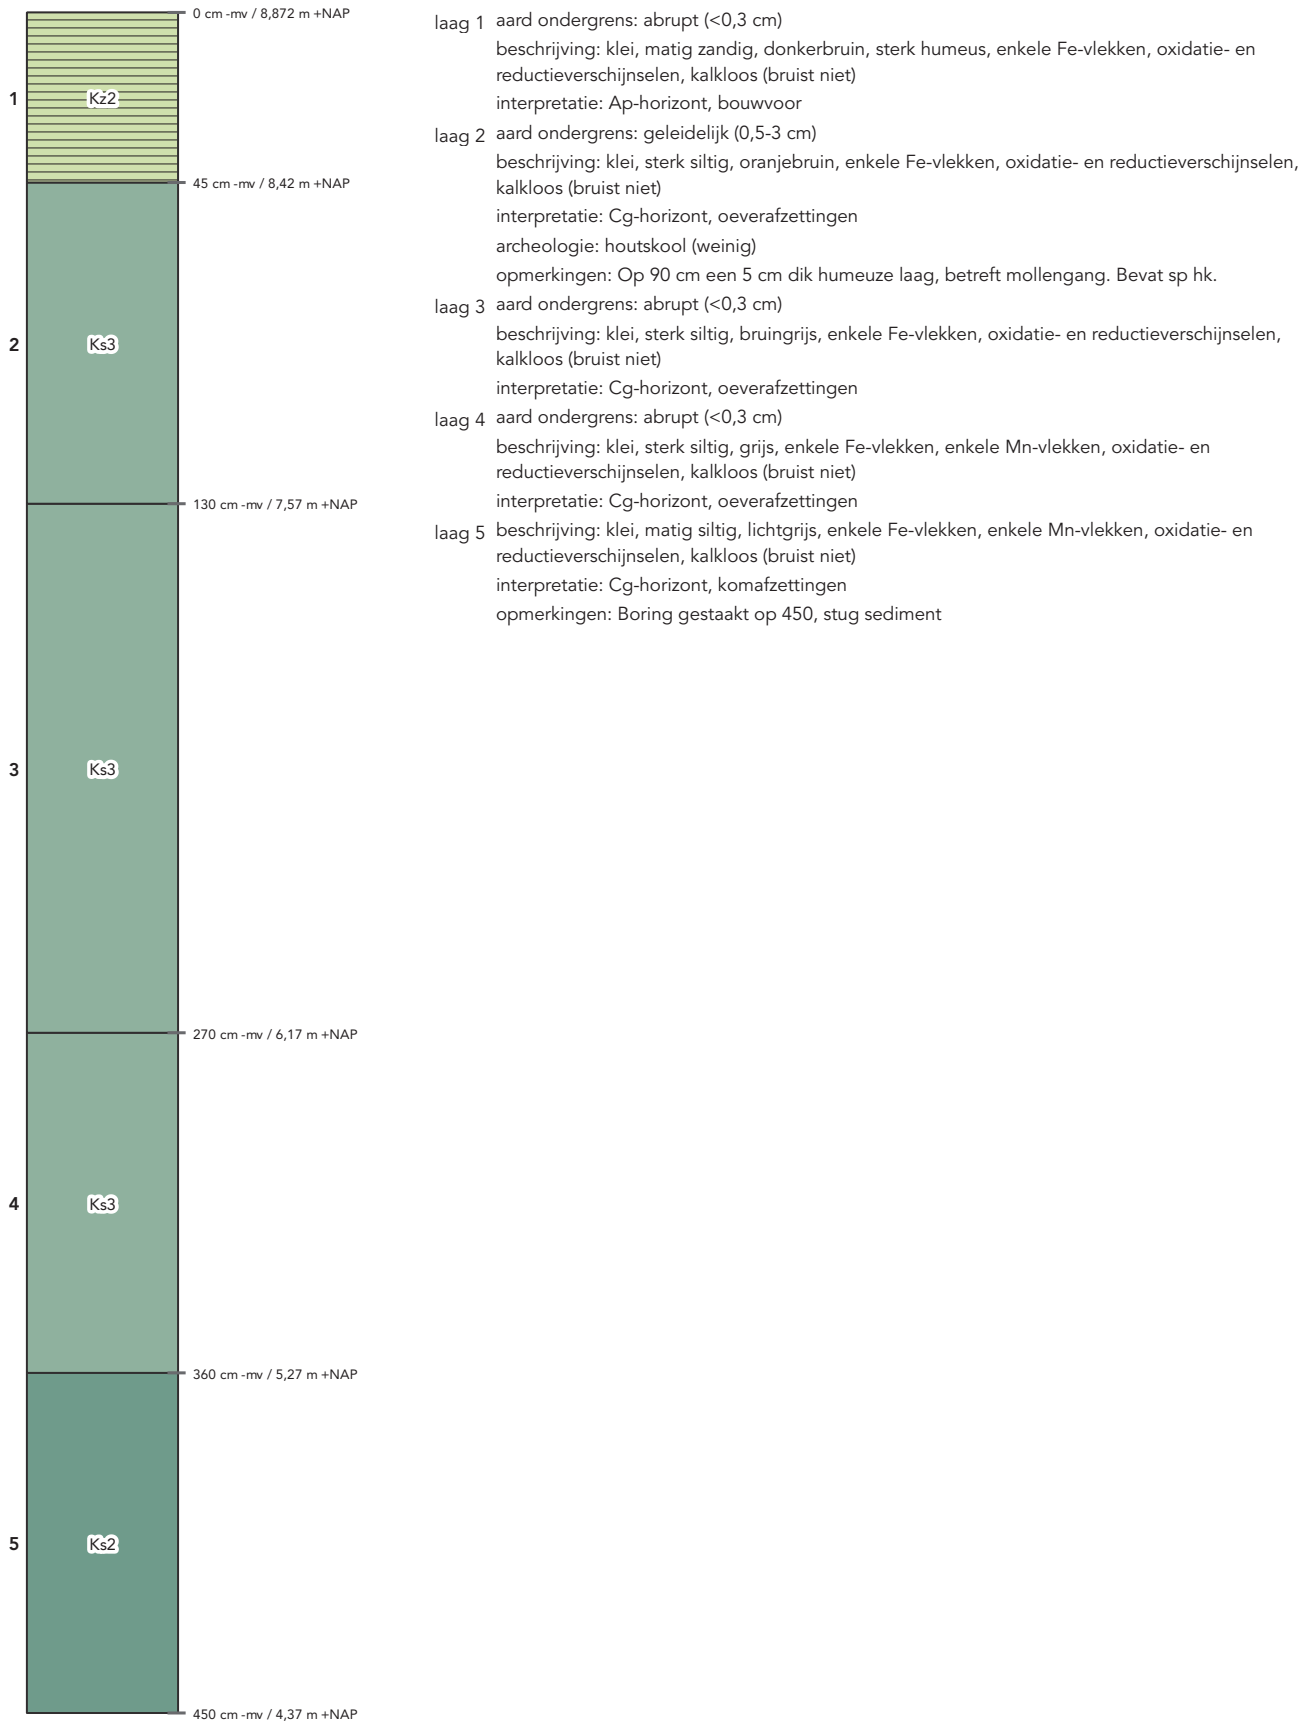 0 cm -mv / 8,872 m +NAP
1
Kz2
45 cm -mv / 8,42 m +NAP
2
Ks3
130 cm -mv / 7,57 m +NAP
3
Ks3
270 cm -mv / 6,17 m +NAP
4
Ks3
360 cm -mv / 5,27 m +NAP
5
Ks2
450 cm -mv / 4,37 m +NAP
laag 1 aard ondergrens: abrupt (<0,3 cm)
beschrijving: klei, matig zandig, donkerbruin, sterk humeus, enkele Fe-vlekken, oxidatie- en
reductieverschijnselen, kalkloos (bruist niet)
interpretatie: Ap-horizont, bouwvoor
laag 2 aard ondergrens: geleidelijk (0,5-3 cm)
beschrijving: klei, sterk siltig, oranjebruin, enkele Fe-vlekken, oxidatie- en reductieverschijnselen,
kalkloos (bruist niet)
interpretatie: Cg-horizont, oeverafzettingen
archeologie: houtskool (weinig)
opmerkingen: Op 90 cm een 5 cm dik humeuze laag, betreft mollengang. Bevat sp hk.
laag 3 aard ondergrens: abrupt (<0,3 cm)
beschrijving: klei, sterk siltig, bruingrijs, enkele Fe-vlekken, oxidatie- en reductieverschijnselen,
kalkloos (bruist niet)
interpretatie: Cg-horizont, oeverafzettingen
laag 4 aard ondergrens: abrupt (<0,3 cm)
beschrijving: klei, sterk siltig, grijs, enkele Fe-vlekken, enkele Mn-vlekken, oxidatie- en
reductieverschijnselen, kalkloos (bruist niet)
interpretatie: Cg-horizont, oeverafzettingen
laag 5 beschrijving: klei, matig siltig, lichtgrijs, enkele Fe-vlekken, enkele Mn-vlekken, oxidatie- en
reductieverschijnselen, kalkloos (bruist niet)
interpretatie: Cg-horizont, komafzettingen
opmerkingen: Boring gestaakt op 450, stug sediment